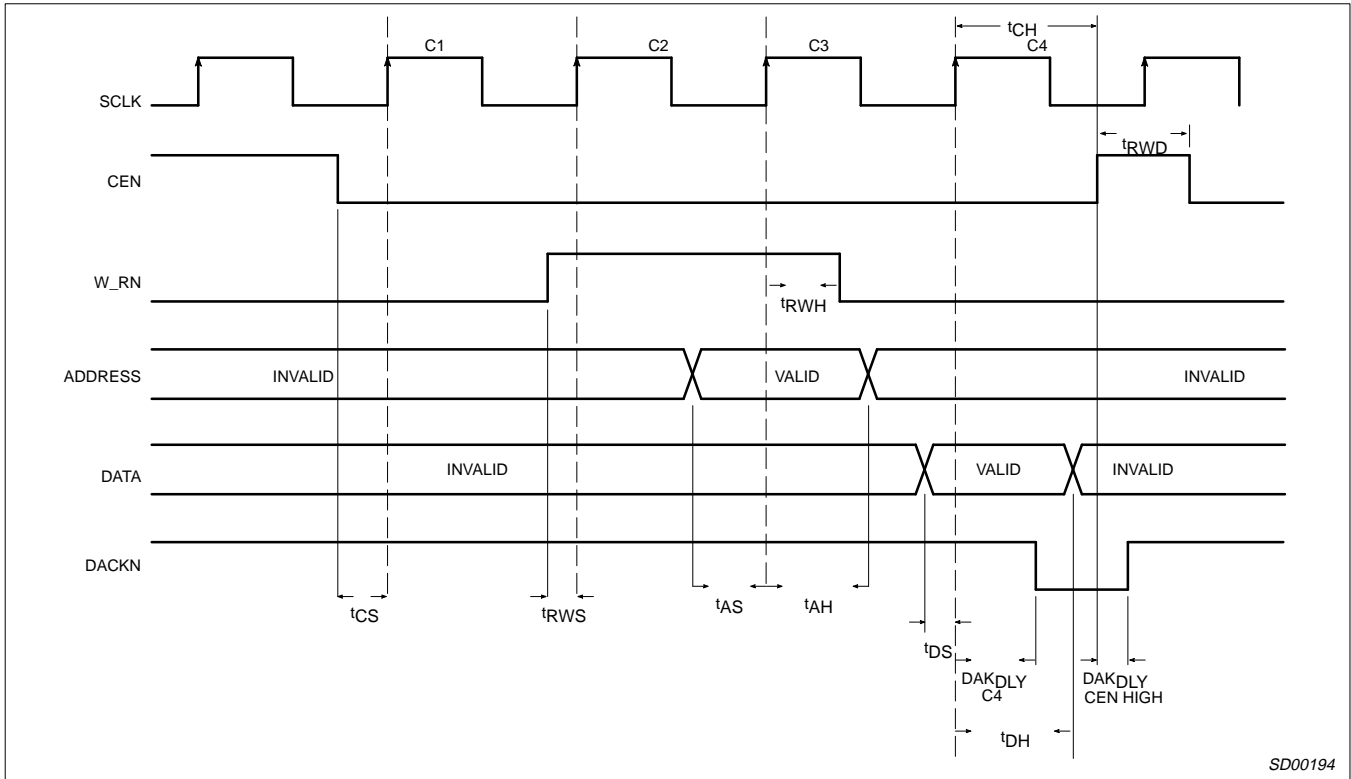 tCH
C1 C2 C3 C4
SCLK
tRWD
CEN
W_RN
tRWH
ADDRESS INVALID VALID INVALID
DATA INVALID VALID INVALID
DACKN
tCS tRWS tAS tAH
tDS
DAKDLY DAKDLY
C4 CEN HIGH
tDH
SD00194